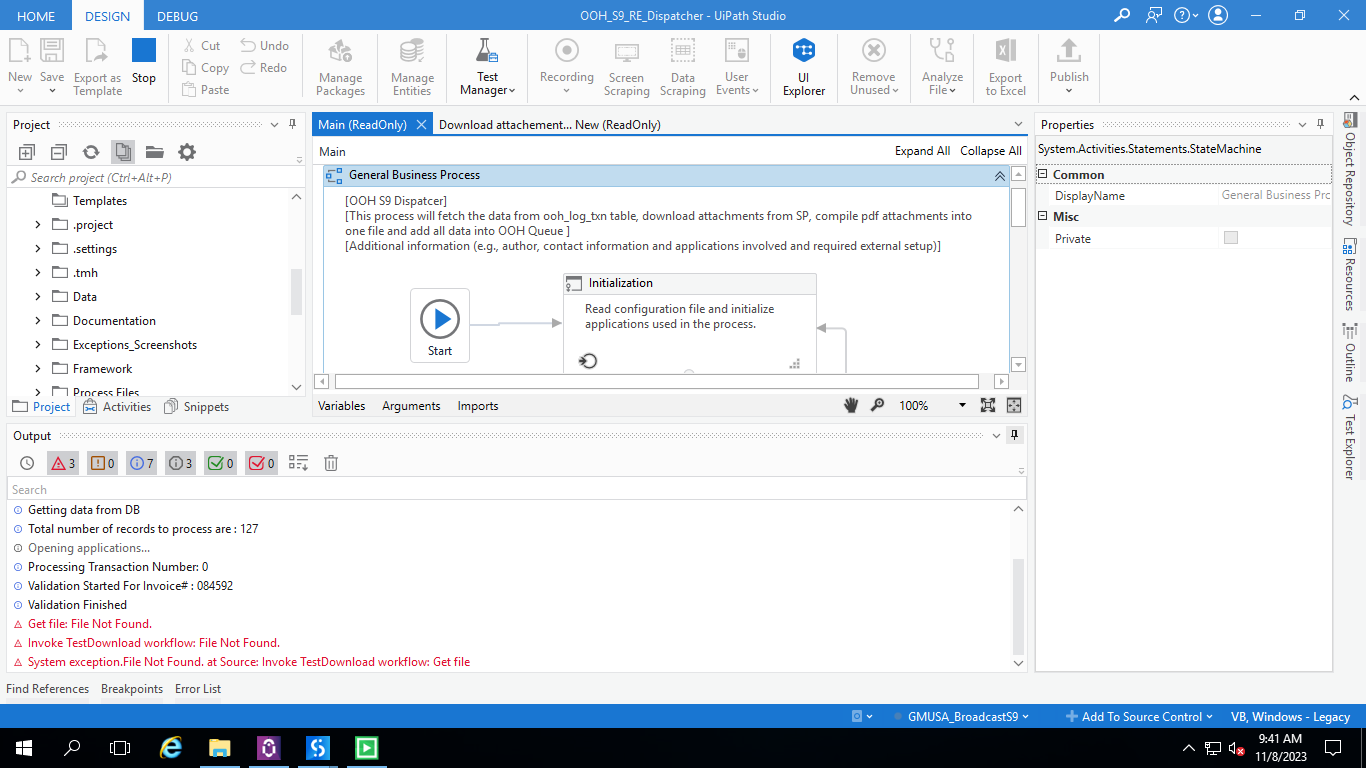 HOME DESIGN DEBUG OOH_S9_RE_Dispatcher - UiPath Studio
New Save Export as Template Stop
Cut Undo
Copy Redo
Paste
Manage Packages
Manage Entities
Test Manager
Recording
Screen Scraping
Data Scraping
User Events
UI Explorer
Remove Unused
Analyze File
Export to Excel
Publish
Project
Search project (Ctrl+Alt+P)
Templates
.project
.settings
.tmh
Data
Documentation
Exceptions_Screenshots
Framework
Process Files
Project Activities Snippets
Main (ReadOnly) Download attachement... New (ReadOnly)
Main Expand All Collapse All
General Business Process
[OOH S9 Dispatcer]
[This process will fetch the data from ooh_log_txn table, download attachments from SP, compile pdf attachments into
one file and add all data into OOH Queue ]
[Additional information (e.g., author, contact information and applications involved and required external setup)]
Start
Initialization
Read configuration file and initialize
applications used in the process.
Variables Arguments Imports 100%
Properties
System.Activities.Statements.StateMachine
Common
DisplayName General Business Prc
Misc
Private
Object Repository
Resources
Outline
Test Explorer
Output
3 0 7 3 0 0
Search
Getting data from DB
Total number of records to process are : 127
Opening applications...
Processing Transaction Number: 0
Validation Started For Invoice# : 084592
Validation Finished
Get file: File Not Found.
Invoke TestDownload workflow: File Not Found.
System exception.File Not Found. at Source: Invoke TestDownload workflow: Get file
Find References Breakpoints Error List
GMUSA_BroadcastS9 Add To Source Control VB, Windows - Legacy
9:41 AM
11/8/2023